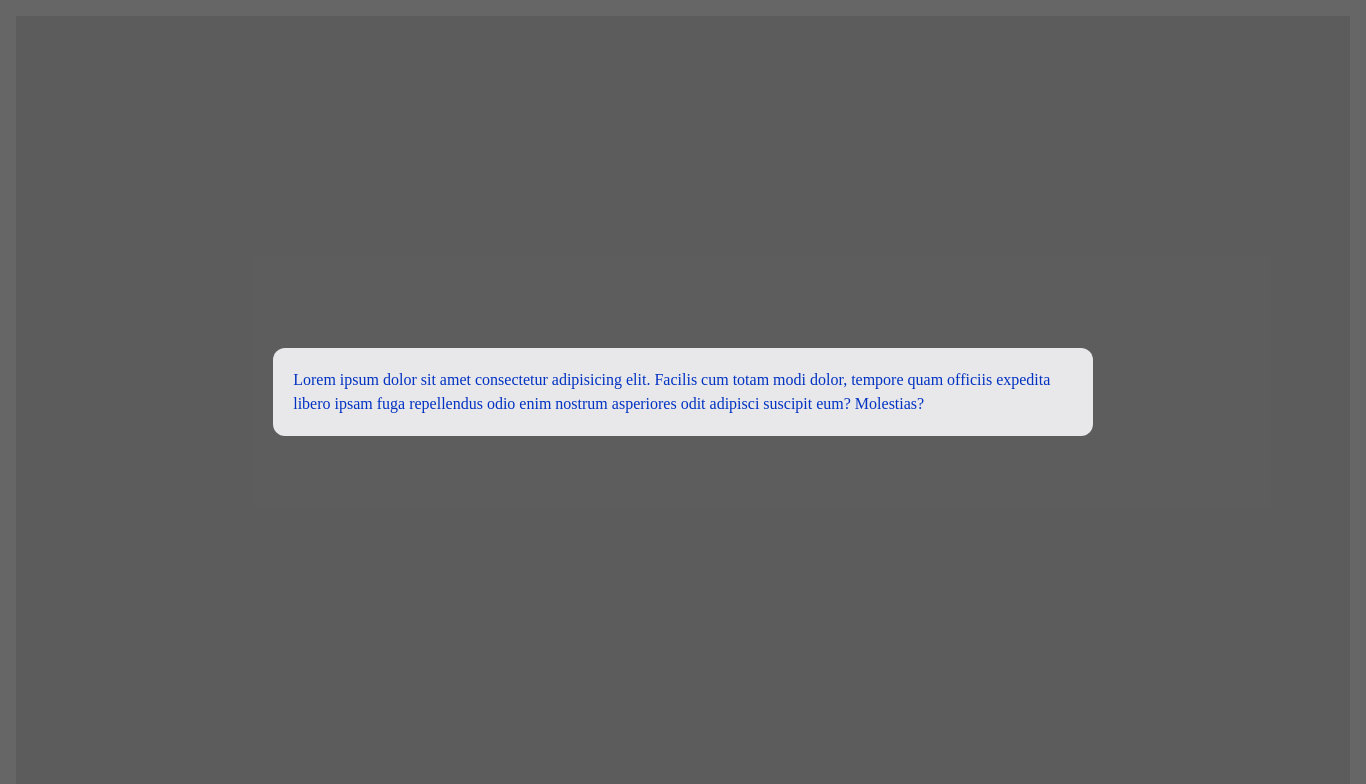 Lorem ipsum dolor sit amet consectetur adipisicing elit. Facilis cum totam modi dolor, tempore quam officiis expedita
libero ipsam fuga repellendus odio enim nostrum asperiores odit adipisci suscipit eum? Molestias?